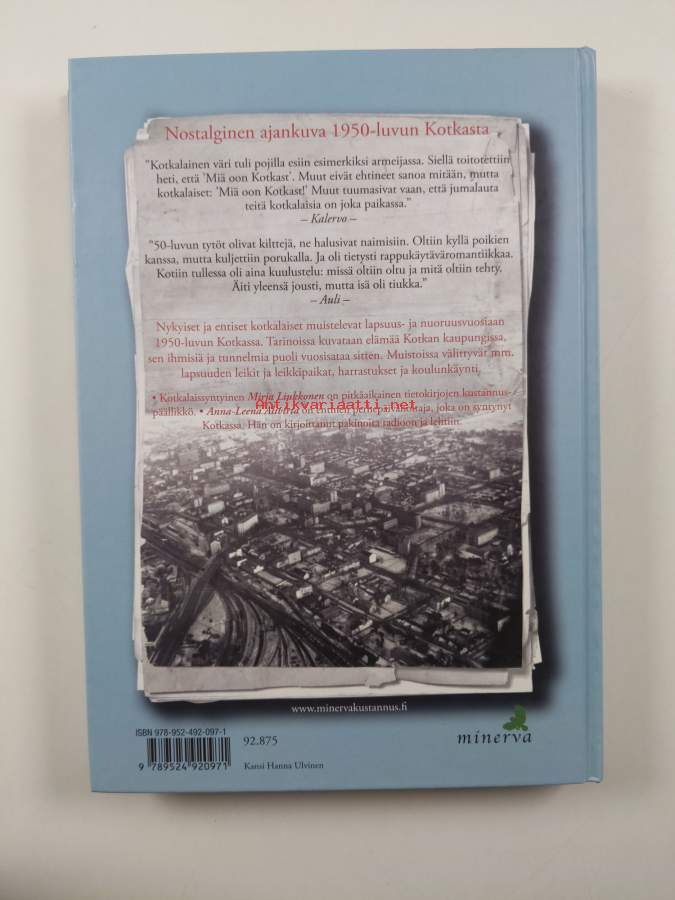 Nostalginen ajankuva 1950-luvun Kotkasta
"Kotkalainen väri tuli pojilla esiin esimerkiksi armeijassa. Siellä toitotettiin
heti, että 'Miä oon Kotkast'. Muut eivät ehtineet sanoa mitään, mutta
kotkalaiset: 'Miä oon Kotkast!' Muut tuumasivat vaan, että jumalauta
teitä kotkalaisia on joka paikassa."
– Kalervo –
"50-luvun tytöt olivat kilttejä, ne halusivat naimisiin. Oltiin kyllä poikien
kanssa, mutta kuljettiin porukalla. Ja oli tietysti rappukäytäväromantiikkaa.
Kotiin tullessa oli aina kuulustelu: missä oltiin oltu ja mitä oltiin tehty.
Äiti yleensä jousti, mutta isä oli tiukka."
– Auli –
Nykyiset ja entiset kotkalaiset muistelevat lapsuus- ja nuoruusvuosiaan
1950-luvun Kotkassa. Tarinoissa kuvataan elämää Kotkan kaupungissa,
sen ihmisiä ja tunnelmia puoli vuosisataa sitten. Muistoissa välittyvät mm.
lapsuuden leikit ja leikkipaikat, harrastukset ja koulunkäynti.
• Kotkalaissyntyinen Mirja Linkkonen on pitkäaikainen tietokirjojen kustannus-
päällikkö. • Anna-Leena on entinen joka on syntynyt
Kotkassa. Hän on kirjoittanut pakinoita radioon ja lehtiin.
Antikvariaatti.net
www.minervakustannus.fi
ISBN 978-952-492-097-1
92.875
minerva
9 789524 920971
Kansi Hanna Ulvinen